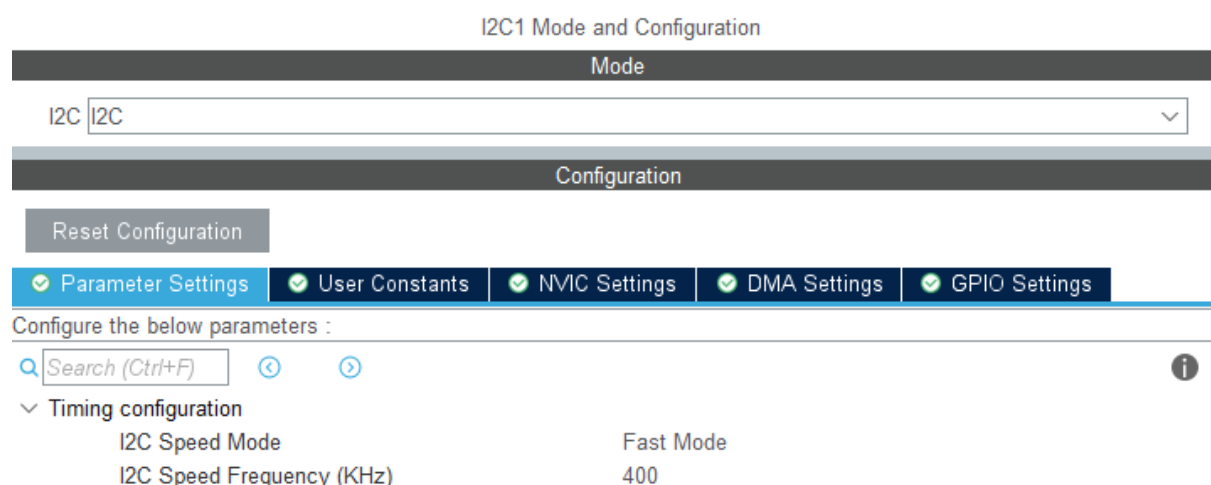 I2C1 Mode and Configuration
Mode
I2C I2C
Configuration
Reset Configuration
Parameter Settings User Constants NVIC Settings DMA Settings GPIO Settings
Configure the below parameters :
Search (Ctrl+F)
Timing configuration
I2C Speed Mode Fast Mode
I2C Speed Frequency (KHz) 400